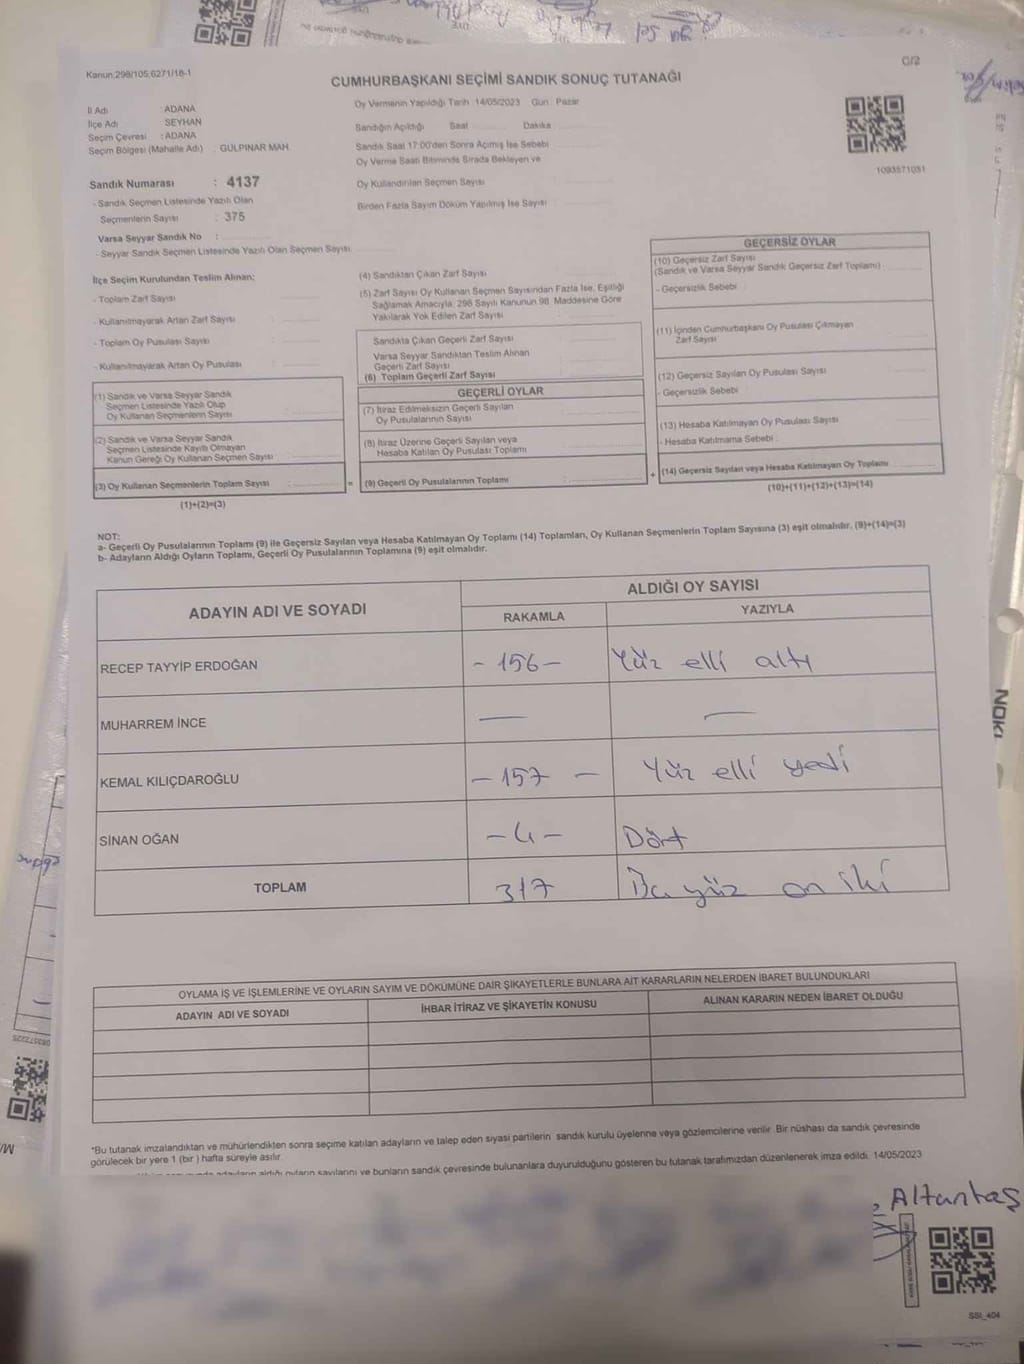 Kanun:298/105;6271/18-1
C/2
CUMHURBAŞKANI SEÇİMİ SANDIK SONUÇ TUTANAĞI
İl Adı : ADANA
İlçe Adı SEYHAN
Seçim Çevresi : ADANA
Seçim Bölgesi (Mahalle Adı) : GÜLPINAR MAH.
Sandık Numarası : 4137
- Sandık Seçmen Listesinde Yazılı Olan
Seçmenlerin Sayısı : 375
Varsa Seyyar Sandık No :
- Seyyar Sandık Seçmen Listesinde Yazılı Olan Seçmen Sayısı
Oy Vermenin Yapıldığı Tarih :14/05/2023 Gün : Pazar
Sandığın Açıldığı Saat Dakika
Sandık Saat 17:00'den Sonra Açımış İse Sebebi
Oy Verme Saati Bitiminde Sırada Bekleyen ve
Oy Kullandırılan Seçmen Sayısı
Birden Fazla Sayım Döküm Yapılmış İse Sayısı
1093571031
İlçe Seçim Kurulundan Teslim Alınan;
- Toplam Zarf Sayısı
- Kullanılmayarak Artan Zarf Sayısı
- Toplam Oy Pusulası Sayısı
- Kullanılmayarak Artan Oy Pusulası
(1) Sandık ve Varsa Seyyar Sandık
Seçmen Listesinde Yazılı Olup
Oy Kullanan Seçmenlerin Sayısı
(2) Sandık ve Varsa Seyyar Sandık
Seçmen Listesinde Kayıtlı Olmayan
Kanun Gereği Oy Kullanan Seçmen Sayısı
(3) Oy Kullanan Seçmenlerin Toplam Sayısı :
(1)+(2)=(3)
(4) Sandıktan Çıkan Zarf Sayısı
(5) Zarf Sayısı Oy Kullanan Seçmen Sayısından Fazla İse, Eşitliği
Sağlamak Amacıyla; 298 Sayılı Kanunun 98. Maddesine Göre
Yakılarak Yok Edilen Zarf Sayısı
Sandıkta Çıkan Geçerli Zarf Sayısı
Varsa Seyyar Sandıktan Teslim Alınan
Geçerli Zarf Sayısı
(6) Toplam Geçerli Zarf Sayısı
GEÇERLİ OYLAR
(7) İtiraz Edilmeksizin Geçerli Sayılan
Oy Pusulalarının Sayısı
(8) İtiraz Üzerine Geçerli Sayılan veya
Hesaba Katılan Oy Pusulası Toplamı
= (9) Geçerli Oy Pusulalarının Toplamı :
GEÇERSİZ OYLAR
(10) Geçersiz Zarf Sayısı
(Sandık ve Varsa Seyyar Sandık Geçersiz Zarf Toplamı)
- Geçersizlik Sebebi
(11) İçinden Cumhurbaşkanı Oy Pusulası Çıkmayan
Zarf Sayısı
(12) Geçersiz Sayılan Oy Pusulası Sayısı
- Geçersizlik Sebebi
(13) Hesaba Katılmayan Oy Pusulası Sayısı
- Hesaba Katılmama Sebebi :
+ (14) Geçersiz Sayılan veya Hesaba Katılmayan Oy Toplamı
(10)+(11)+(12)+(13)=(14)
NOT:
a- Geçerli Oy Pusulalarının Toplamı (9) ile Geçersiz Sayılan veya Hesaba Katılmayan Oy Toplamı (14) Toplamları, Oy Kullanan Seçmenlerin Toplam Sayısına (3) eşit olmalıdır. (9)+(14)=(3)
b- Adayların Aldığı Oyların Toplamı, Geçerli Oy Pusulalarının Toplamına (9) eşit olmalıdır.
ADAYIN ADI VE SOYADI
ALDIĞI OY SAYISI
RAKAMLA YAZIYLA
RECEP TAYYİP ERDOĞAN - 156 - Yüz elli altı
MUHARREM İNCE — —
KEMAL KILIÇDAROĞLU - 157 - Yüz elli yedi
SİNAN OĞAN - 4 - Dört
TOPLAM 317 yüz on iki
OYLAMA İŞ VE İŞLEMLERİNE VE OYLARIN SAYIM VE DÖKÜMÜNE DAİR ŞİKAYETLERLE BUNLARA AİT KARARLARIN NELERDEN İBARET BULUNDUKLARI
ADAYIN ADI VE SOYADI İHBAR İTİRAZ VE ŞİKAYETİN KONUSU ALINAN KARARIN NEDEN İBARET OLDUĞU
*Bu tutanak imzalandıktan ve mühürlendikten sonra seçime katılan adayların ve talep eden siyasi partilerin sandık kurulu üyelerine veya gözlemcilerine verilir. Bir nüshası da sandık çevresinde
görülecek bir yere 1 (bir ) hafta süreyle asılır.
adayların aldığı oyların sayılarını ve bunların sandık çevresinde bulunanlara duyurulduğunu gösteren bu tutanak tarafımızdan düzenlenerek imza edildi. 14/05/2023
Altuntaş
SSI_404